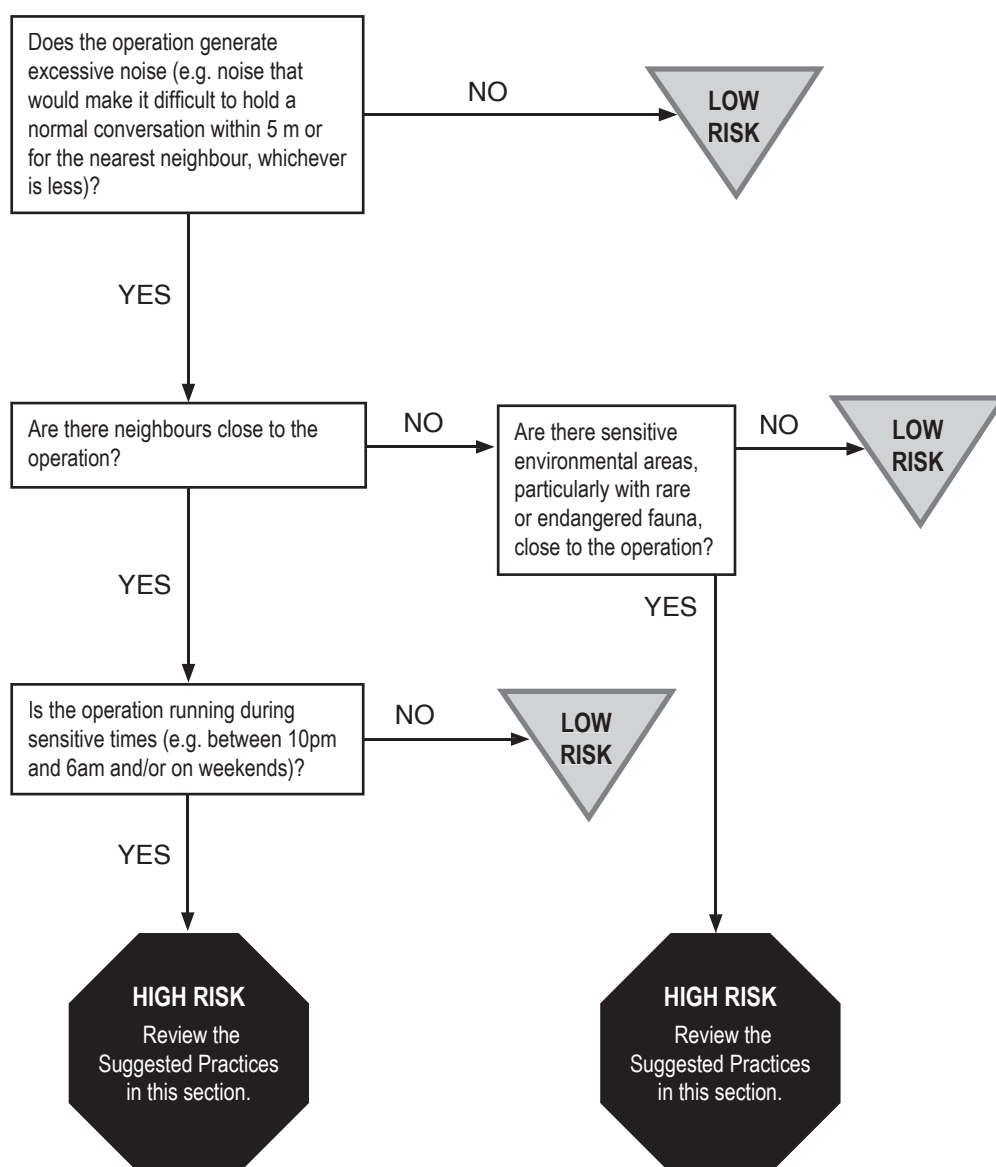 Does the operation generate
excessive noise (e.g. noise that
would make it difficult to hold a
normal conversation within 5 m or
for the nearest neighbour, whichever
is less)?
NO
LOW
RISK
YES
Are there neighbours close to the
operation?
NO
Are there sensitive
environmental areas,
particularly with rare
or endangered fauna,
close to the operation?
NO
LOW
RISK
YES
YES
Is the operation running during
sensitive times (e.g. between 10pm
and 6am and/or on weekends)?
NO
LOW
RISK
YES
HIGH RISK
Review the
Suggested Practices
in this section.
HIGH RISK
Review the
Suggested Practices
in this section.